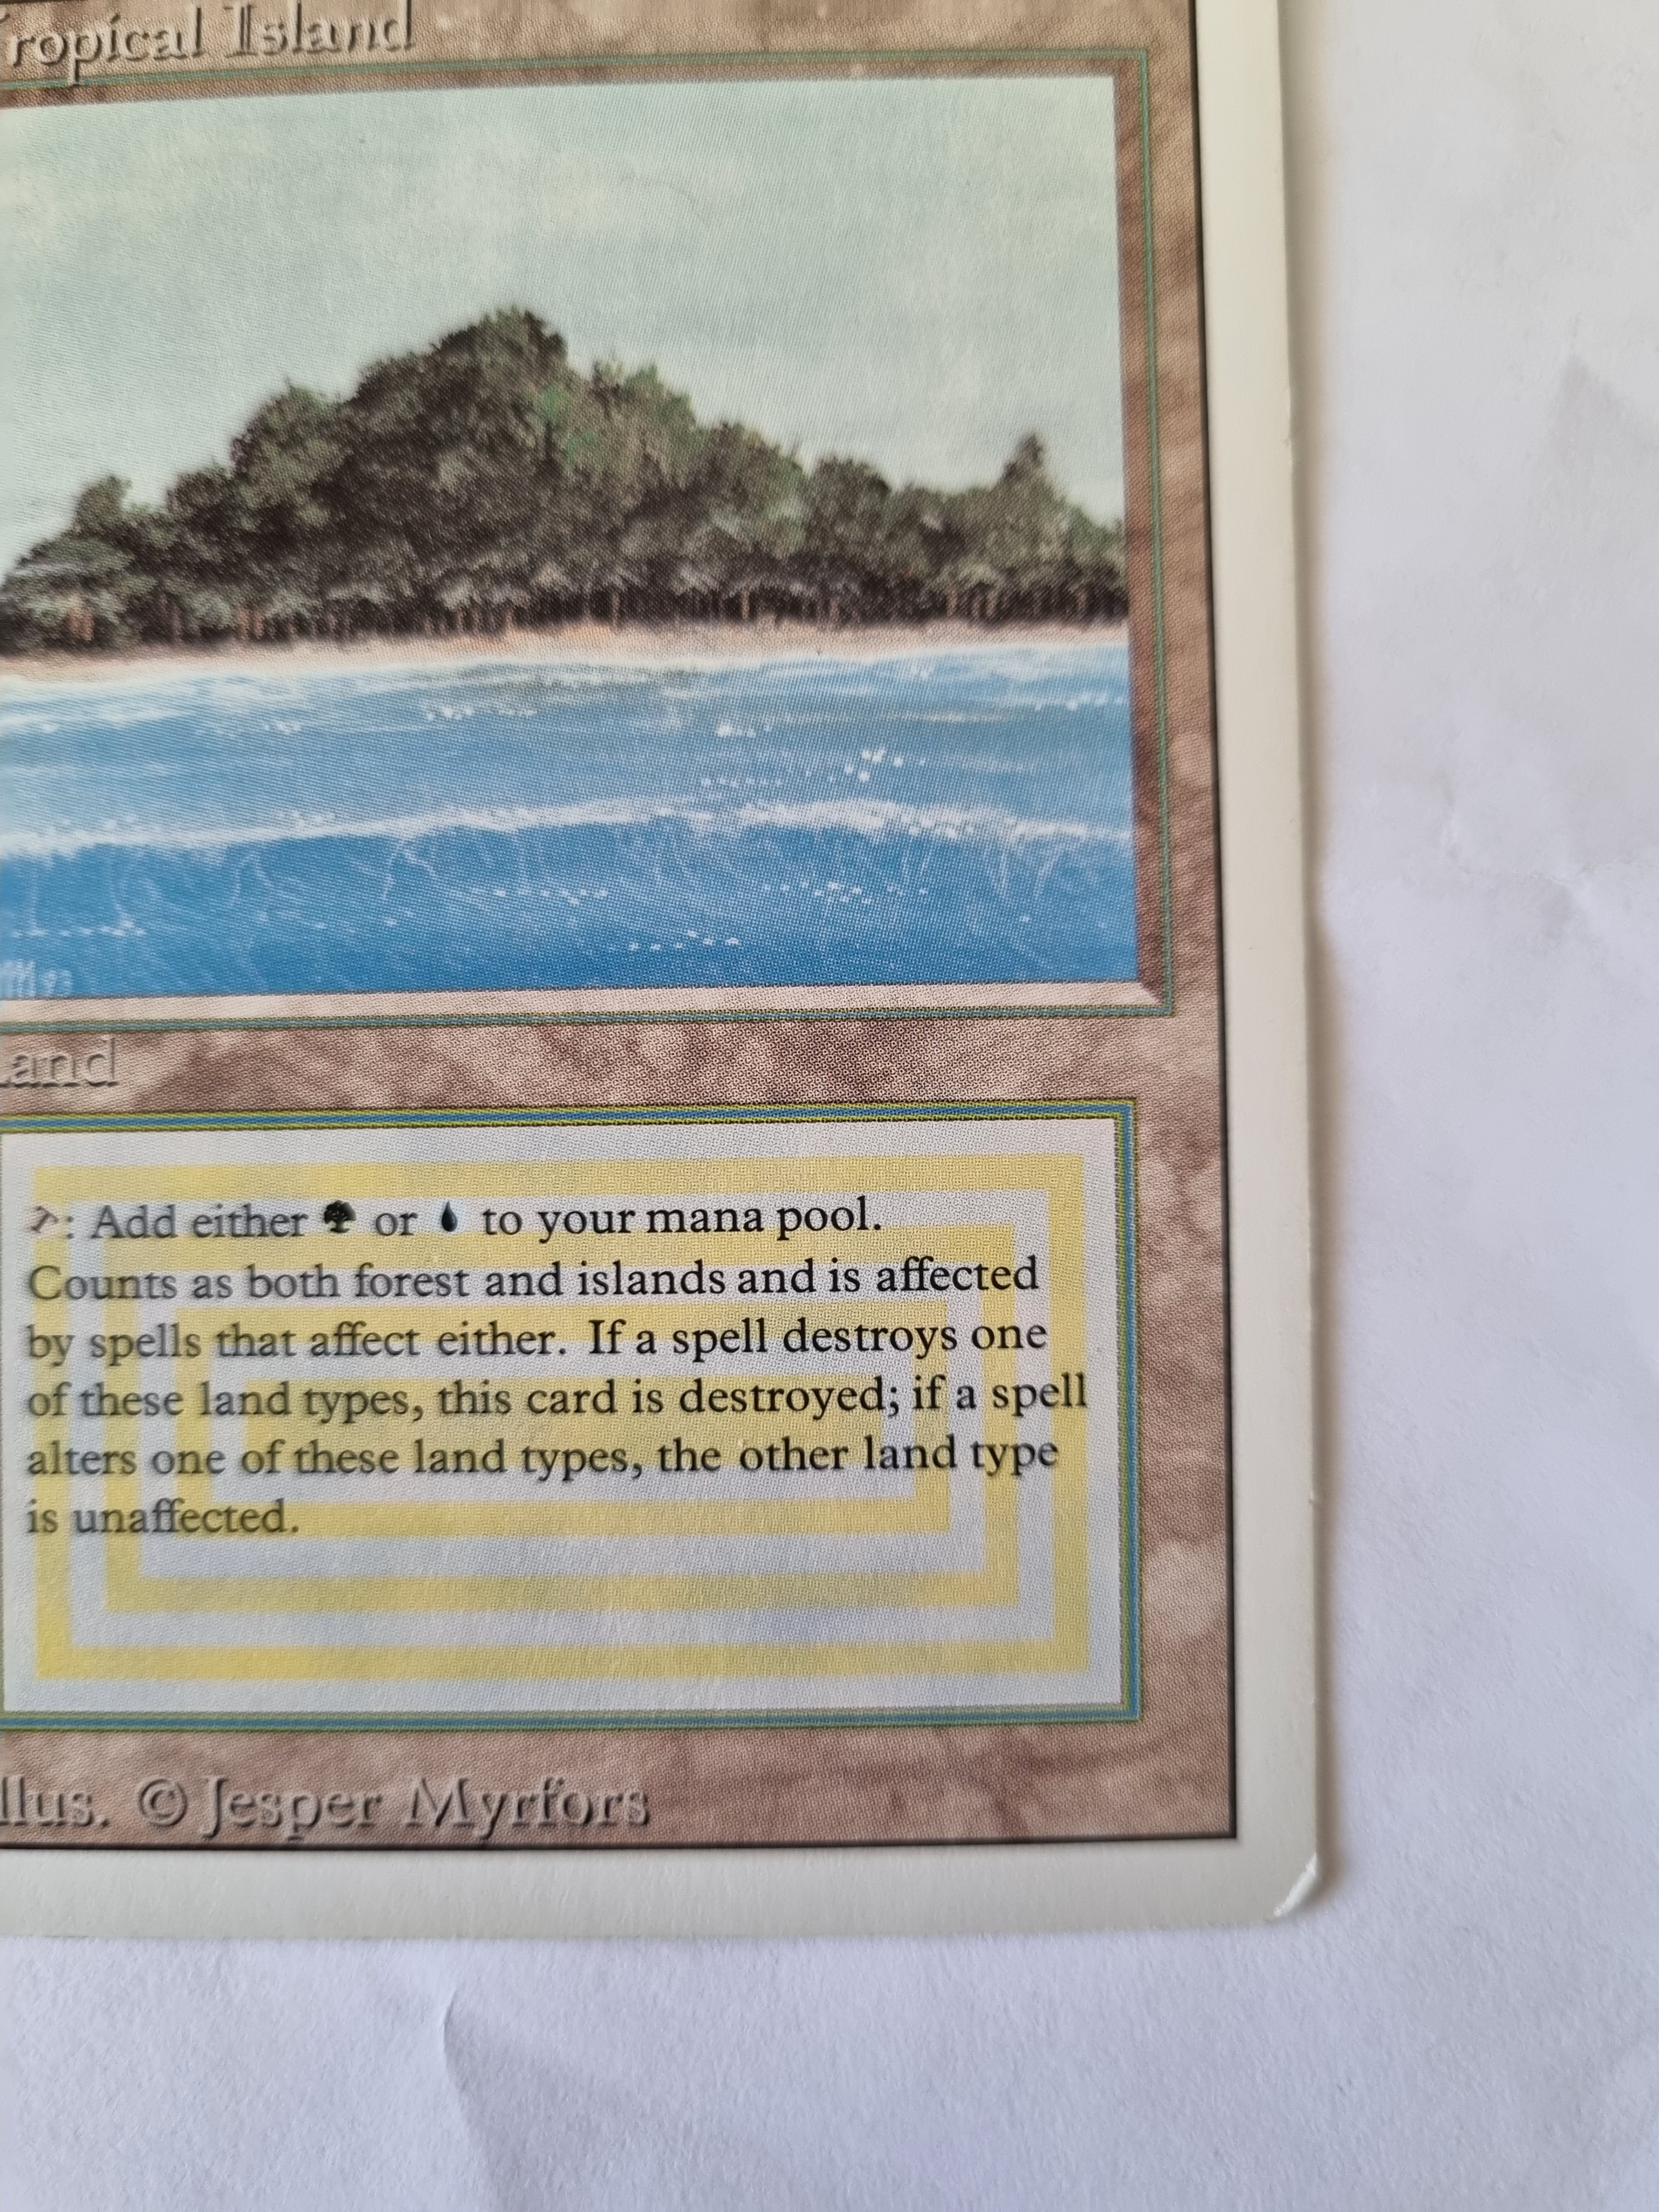 ropical Island
93
and
: Add either or to your mana pool.
Counts as both forest and islands and is affected
by spells that affect either. If a spell destroys one
of these land types, this card is destroyed; if a spell
alters one of these land types, the other land type
is unaffected.
llus. © Jesper Myrfors